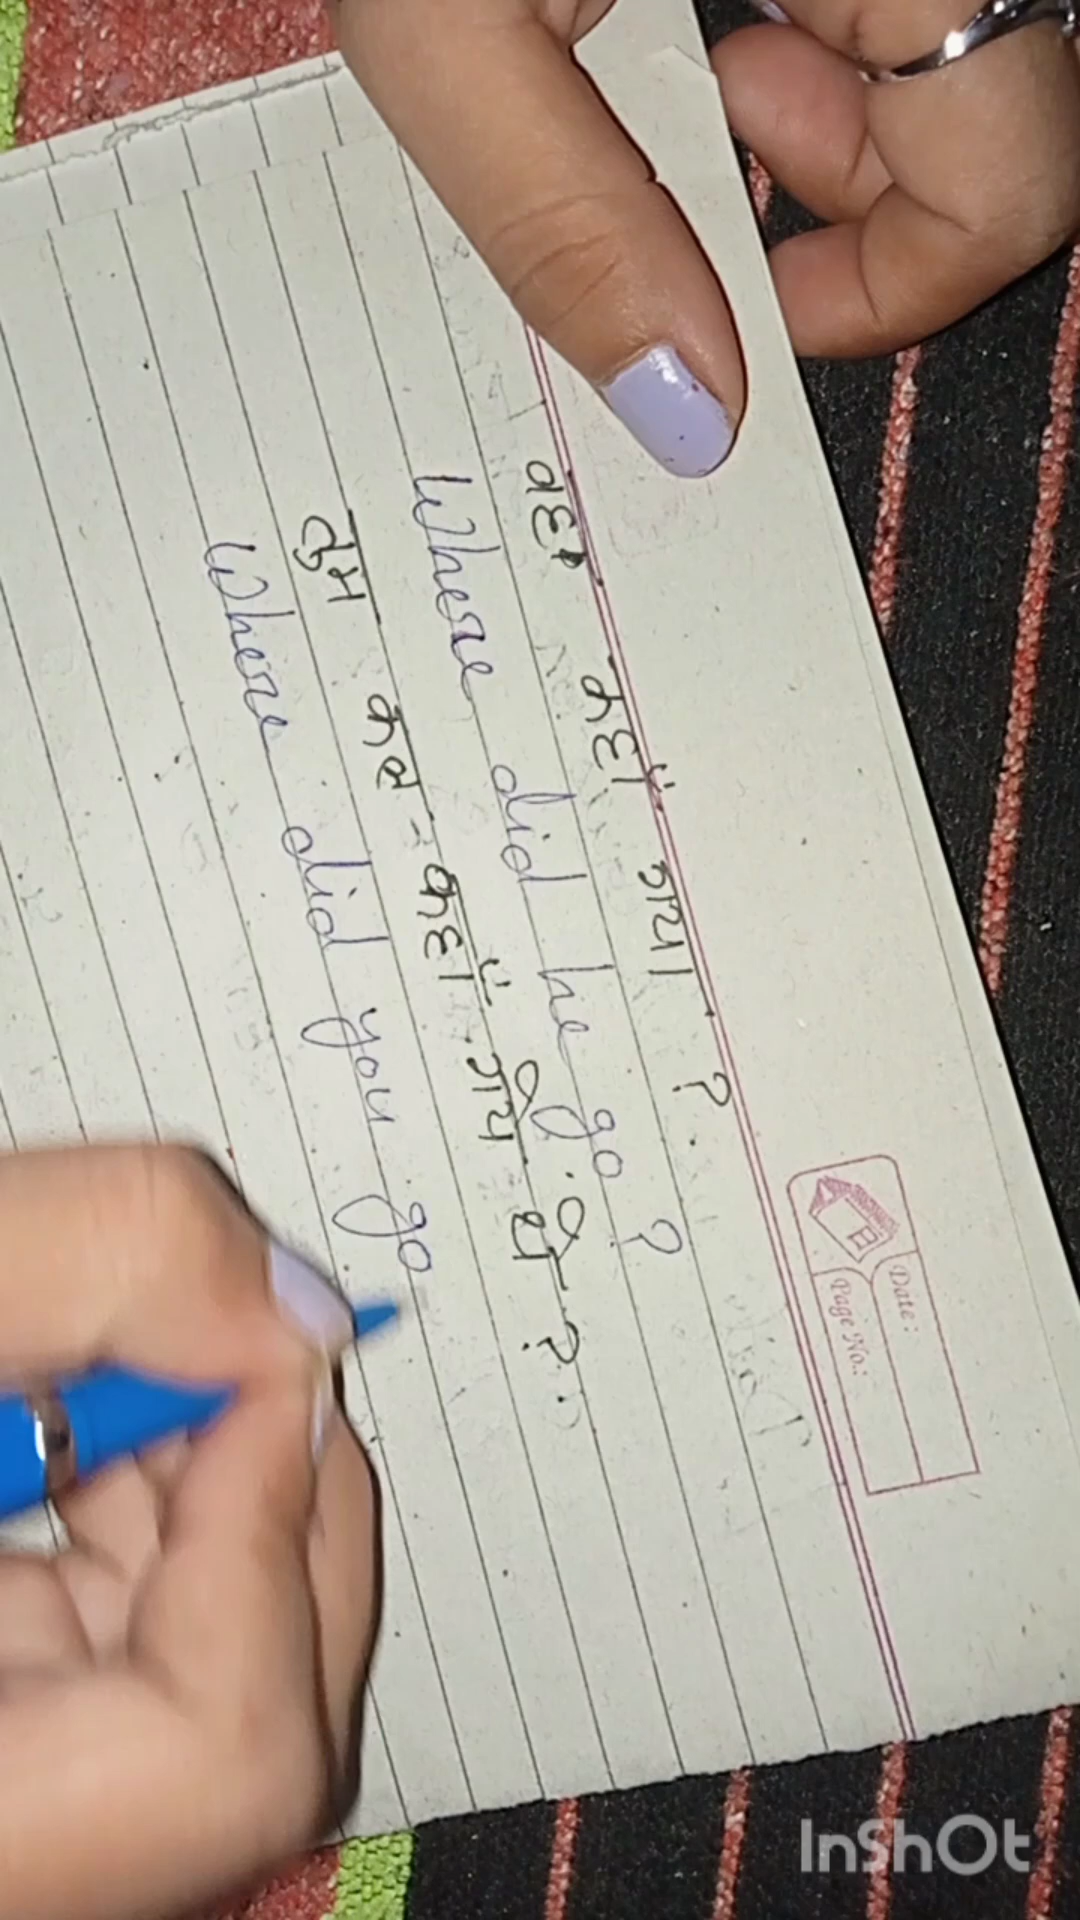 Date :
Page No.:
वह कहाँ गया ?
Where did he go ?
तुम कल कहाँ गये थे ?
Where did you go
InShOt